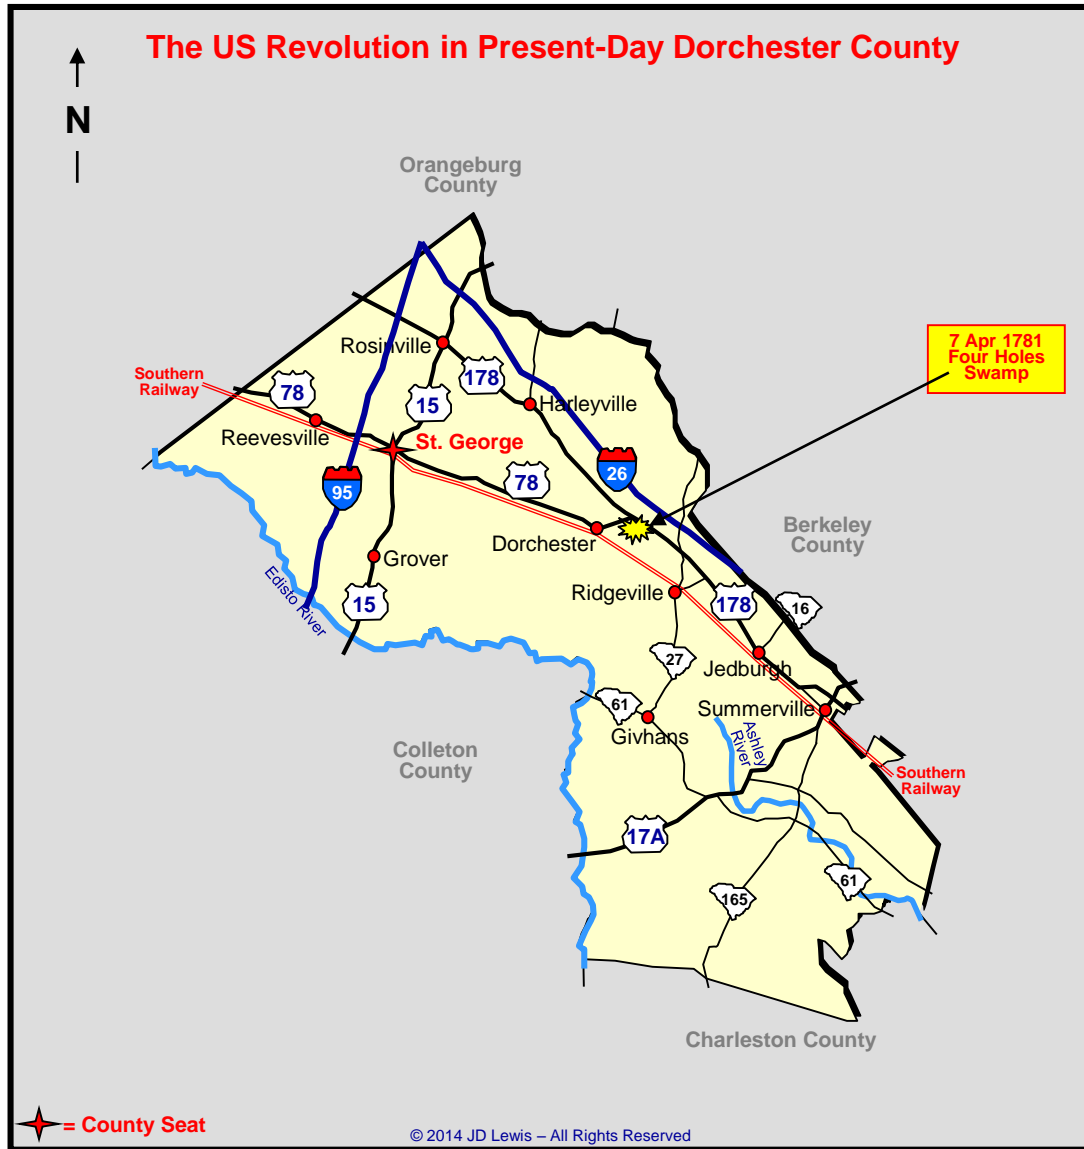 The US Revolution in Present-Day Dorchester County
N
Orangeburg
County
7 Apr 1781
Four Holes
Swamp
Rosinville
Southern
Railway
78
178
15
Harleyville
Reevesville
St. George
26
95
78
Berkeley
County
Dorchester
Grover
Edisto River
15
Ridgeville
178
16
27
Jedburgh
61
Summerville
Givhans
Ashley
River
Colleton
County
Southern
Railway
17A
61
165
Charleston County
= County Seat
© 2014 JD Lewis – All Rights Reserved